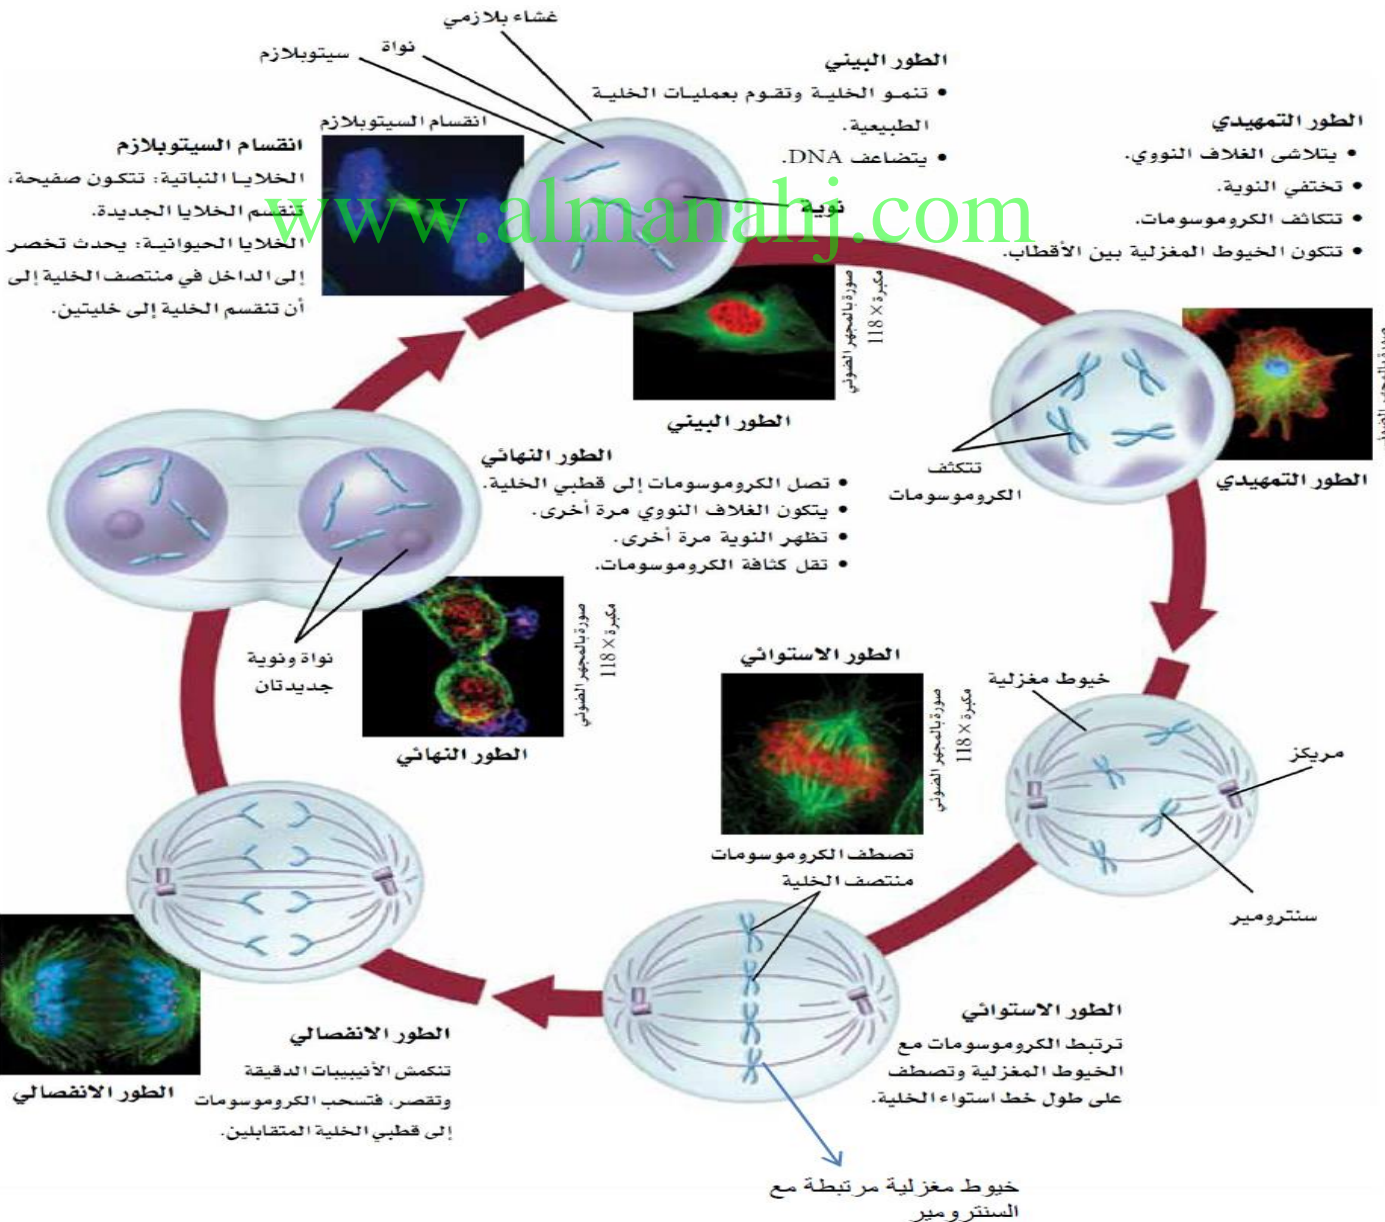 غشاء بلازمي
نواة
سيتوبلازم
الطور البيني
• تنمو الخلية وتقوم بعمليات الخلية
الطبيعية.
• يتضاعف DNA.
نوية
الطور التمهيدي
• يتلاشى الغلاف النووي.
• تختفي النوية.
• تتكاثف الكروموسومات.
• تتكون الخيوط المغزلية بين الأقطاب.
انقسام السيتوبلازم
انقسام السيتوبلازم
الخلايا النباتية: تتكون صفيحة،
تنقسم الخلايا الجديدة.
الخلايا الحيوانية: يحدث تخصر
إلى الداخل في منتصف الخلية إلى
أن تنقسم الخلية إلى خليتين.
www.almanahj.com
صورة بالمجهر الضوئي
مكبرة × 118
الطور البيني
تتكثف
الكروموسومات
صورة بالمجهر الضوئي
الطور التمهيدي
الطور النهائي
• تصل الكروموسومات إلى قطبي الخلية.
• يتكون الغلاف النووي مرة أخرى.
• تظهر النوية مرة أخرى.
• تقل كثافة الكروموسومات.
نواة ونوية
جديدتان
صورة بالمجهر الضوئي
مكبرة × 118
الطور النهائي
الطور الاستوائي
صورة بالمجهر الضوئي
مكبرة × 118
خيوط مغزلية
مريكز
سنترومير
تصطف الكروموسومات
منتصف الخلية
الطور الاستوائي
ترتبط الكروموسومات مع
الخيوط المغزلية وتصطف
على طول خط استواء الخلية.
الطور الانفصالي
تنكمش الأنيبيبات الدقيقة
وتقصر، فتسحب الكروموسومات
إلى قطبي الخلية المتقابلين.
الطور الانفصالي
خيوط مغزلية مرتبطة مع
السنترومير